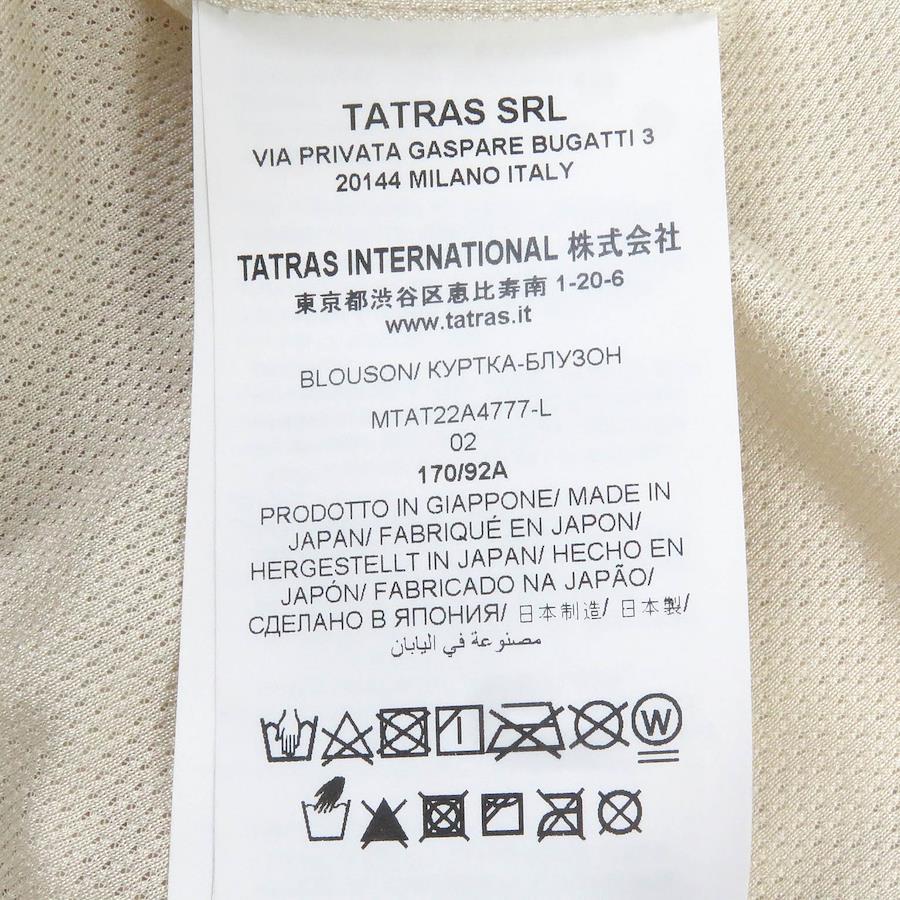 TATRAS SRL
VIA PRIVATA GASPARE BUGATTI 3
20144 MILANO ITALY
TATRAS INTERNATIONAL 株式会社
東京都渋谷区恵比寿南 1-20-6
www.tatras.it
BLOUSON/ КУРТКА-БЛУЗОН
MTAT22A4777-L
02
170/92A
PRODOTTO IN GIAPPONE/ MADE IN
JAPAN/ FABRIQUÉ EN JAPON/
HERGESTELLT IN JAPAN/ HECHO EN
JAPÓN/ FABRICADO NA JAPÃO/
СДЕЛАНО В ЯПОНИЯ/ 日本制造/ 日本製/
مصنوعة في اليابان
W